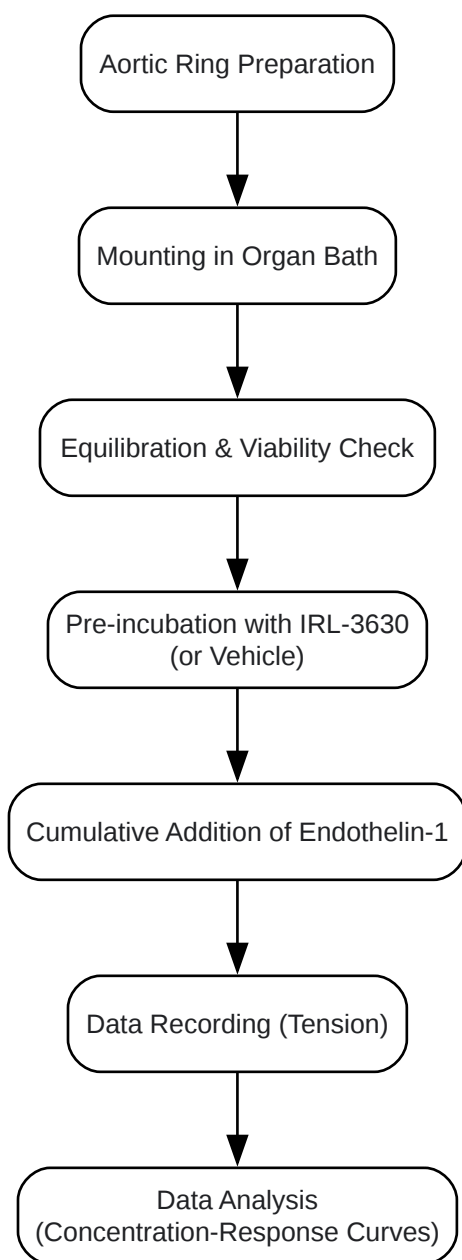 Aortic Ring Preparation
Mounting in Organ Bath
Equilibration & Viability Check
Pre-incubation with IRL-3630
(or Vehicle)
Cumulative Addition of Endothelin-1
Data Recording (Tension)
Data Analysis
(Concentration-Response Curves)